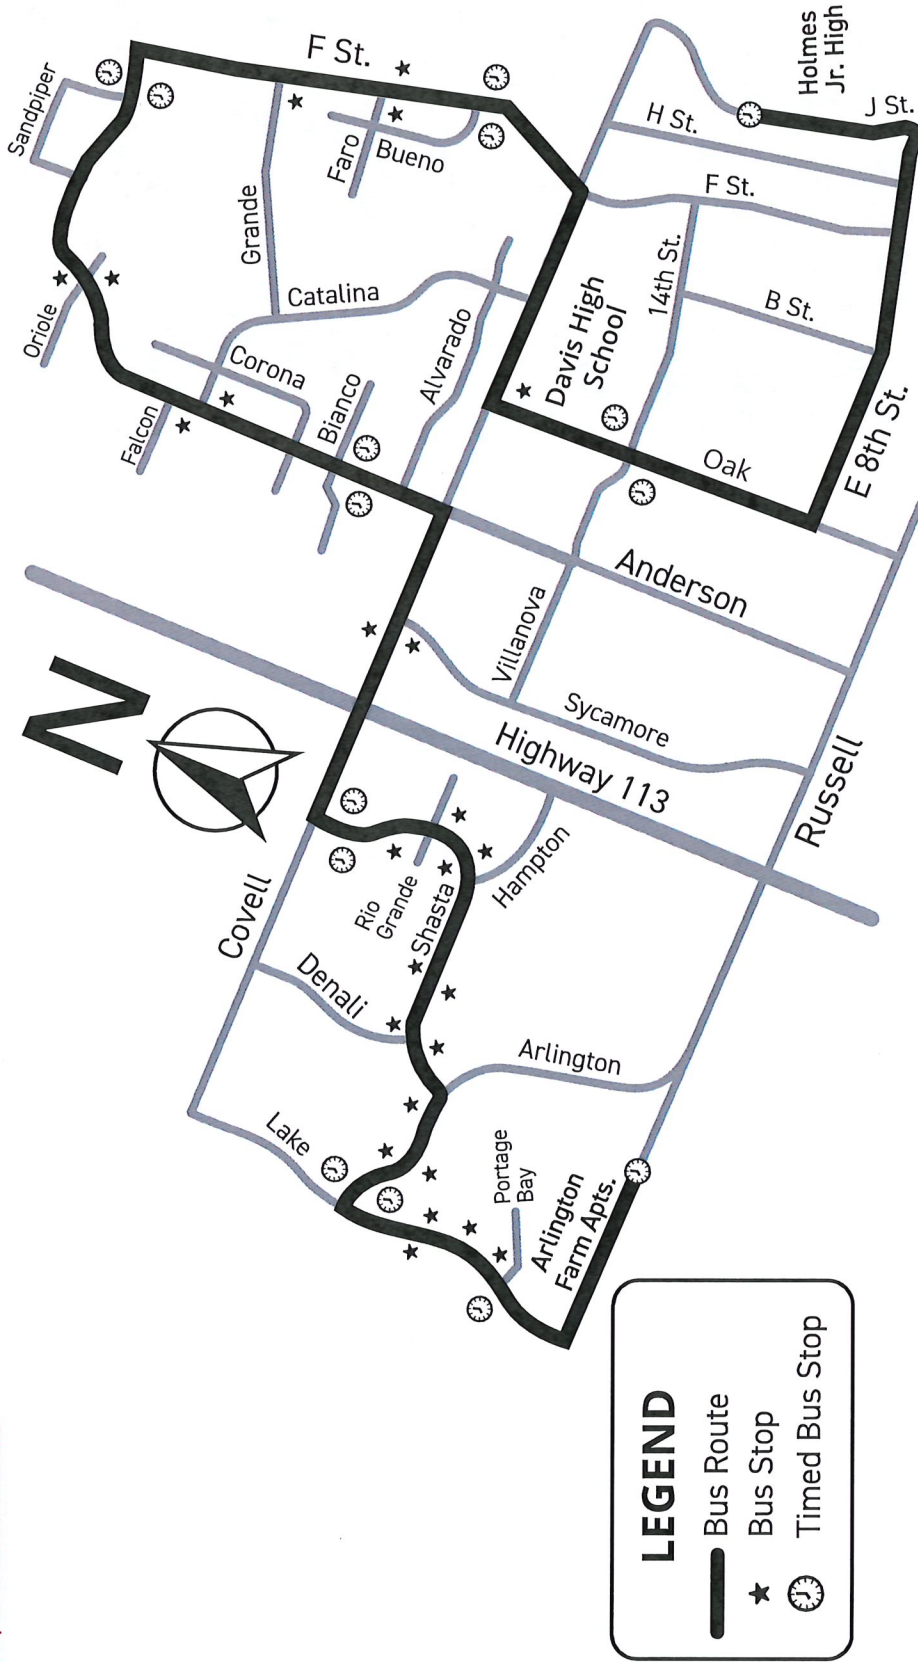 Sandpiper
F St.
Oriole
Grande
Faro
Bueno
Catalina
Falcon
Corona
Bianco
Alvarado
Holmes
Jr. High
J St.
H St.
F St.
14th St.
B St.
Davis High
School
Oak
E 8th St.
N
Anderson
Villanova
Sycamore
Highway 113
Russell
Covell
Rio
Grande
Shasta
Hampton
Denali
Arlington
Lake
Portage
Bay
Arlington
Farm Apts.
LEGEND
Bus Route
Bus Stop
Timed Bus Stop